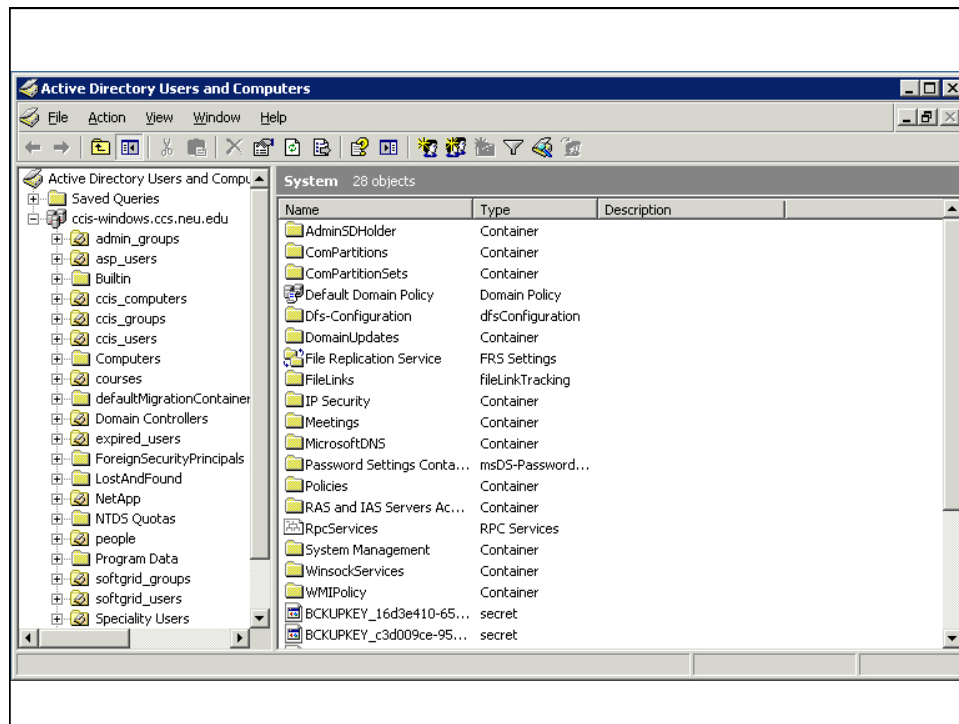 Active Directory Users and Computers
File Action View Window Help
Active Directory Users and Compu
Saved Queries
ccis-windows.ccs.neu.edu
admin_groups
asp_users
Builtin
ccis_computers
ccis_groups
ccis_users
Computers
courses
defaultMigrationContainer
Domain Controllers
expired_users
ForeignSecurityPrincipals
LostAndFound
NetApp
NTDS Quotas
people
Program Data
softgrid_groups
softgrid_users
Speciality Users
System 28 objects
Name Type Description
AdminSDHolder Container
ComPartitions Container
ComPartitionSets Container
Default Domain Policy Domain Policy
Dfs-Configuration dfsConfiguration
DomainUpdates Container
File Replication Service FRS Settings
FileLinks fileLinkTracking
IP Security Container
Meetings Container
MicrosoftDNS Container
Password Settings Conta... msDS-Password...
Policies Container
RAS and IAS Servers Ac... Container
RpcServices RPC Services
System Management Container
WinsockServices Container
WMIPolicy Container
BCKUPKEY_16d3e410-65... secret
BCKUPKEY_c3d009ce-95... secret